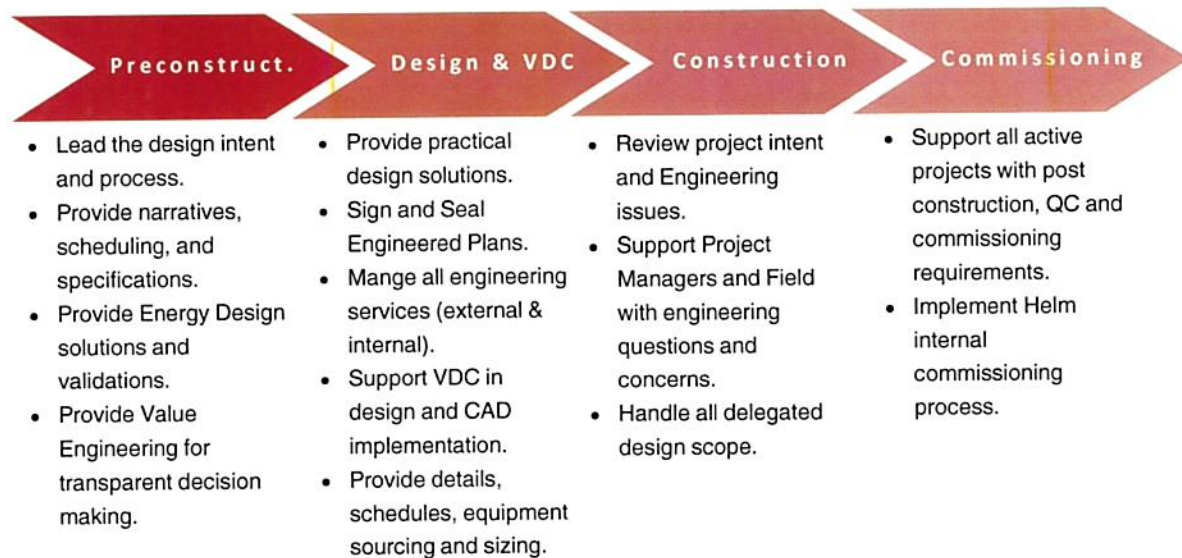 Preconstruct.
• Lead the design intent
and process.
• Provide narratives,
scheduling, and
specifications.
• Provide Energy Design
solutions and
validations.
• Provide Value
Engineering for
transparent decision
making.
Design & VDC
• Provide practical
design solutions.
• Sign and Seal
Engineered Plans.
• Mange all engineering
services (external &
internal).
• Support VDC in
design and CAD
implementation.
• Provide details,
schedules, equipment
sourcing and sizing.
Construction
• Review project intent
and Engineering
issues.
• Support Project
Managers and Field
with engineering
questions and
concerns.
• Handle all delegated
design scope.
Commissioning
• Support all active
projects with post
construction, QC and
commissioning
requirements.
• Implement Helm
internal
commissioning
process.